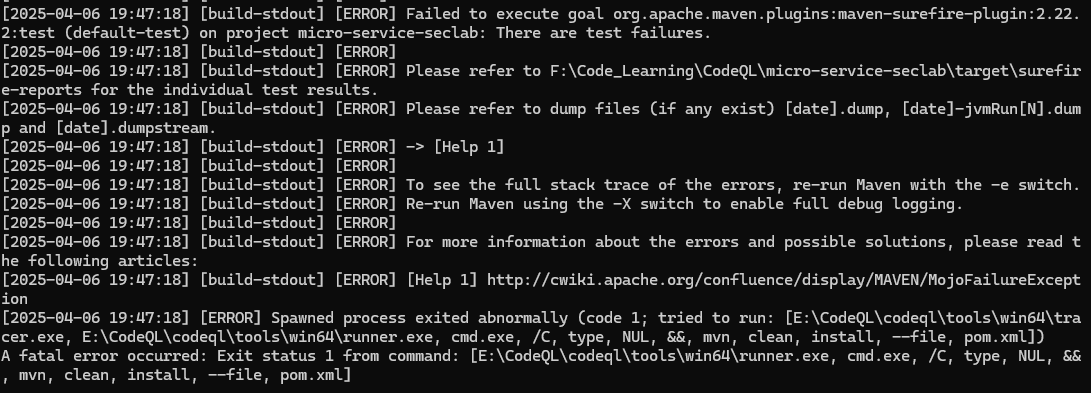 [2025-04-06 19:47:18] [build-stdout] [ERROR] Failed to execute goal org.apache.maven.plugins:maven-surefire-plugin:2.22.
2:test (default-test) on project micro-service-seclab: There are test failures.
[2025-04-06 19:47:18] [build-stdout] [ERROR]
[2025-04-06 19:47:18] [build-stdout] [ERROR] Please refer to F:\Code_Learning\CodeQL\micro-service-seclab\target\surefir
e-reports for the individual test results.
[2025-04-06 19:47:18] [build-stdout] [ERROR] Please refer to dump files (if any exist) [date].dump, [date]-jvmRun[N].dum
p and [date].dumpstream.
[2025-04-06 19:47:18] [build-stdout] [ERROR] -> [Help 1]
[2025-04-06 19:47:18] [build-stdout] [ERROR]
[2025-04-06 19:47:18] [build-stdout] [ERROR] To see the full stack trace of the errors, re-run Maven with the -e switch.
[2025-04-06 19:47:18] [build-stdout] [ERROR] Re-run Maven using the -X switch to enable full debug logging.
[2025-04-06 19:47:18] [build-stdout] [ERROR]
[2025-04-06 19:47:18] [build-stdout] [ERROR] For more information about the errors and possible solutions, please read t
he following articles:
[2025-04-06 19:47:18] [build-stdout] [ERROR] [Help 1] http://cwiki.apache.org/confluence/display/MAVEN/MojoFailureExcept
ion
[2025-04-06 19:47:18] [ERROR] Spawned process exited abnormally (code 1; tried to run: [E:\CodeQL\codeql\tools\win64\tra
cer.exe, E:\CodeQL\codeql\tools\win64\runner.exe, cmd.exe, /C, type, NUL, &&, mvn, clean, install, --file, pom.xml])
A fatal error occurred: Exit status 1 from command: [E:\CodeQL\codeql\tools\win64\runner.exe, cmd.exe, /C, type, NUL, &&
, mvn, clean, install, --file, pom.xml]